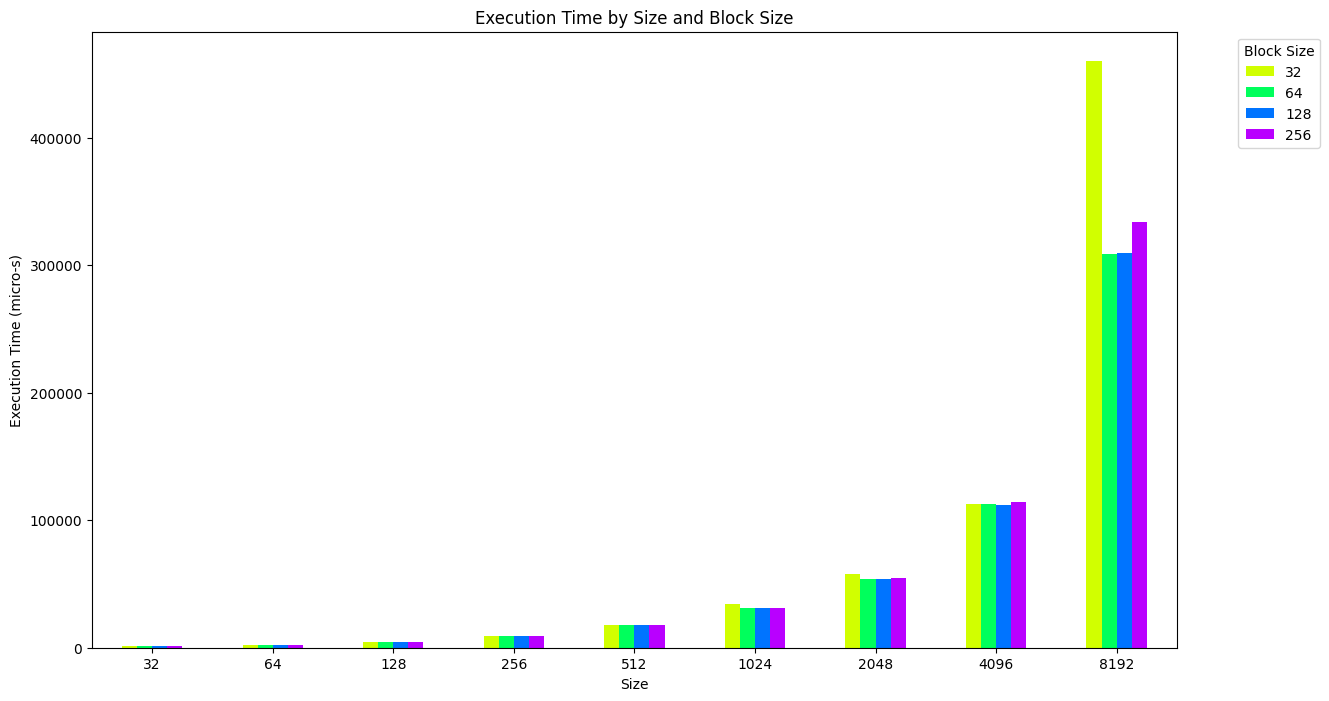 Execution Time by Size and Block Size
Block Size
32
64
128
256
Execution Time (micro-s)
400000
300000
200000
100000
0
32 64 128 256 512 1024 2048 4096 8192
Size